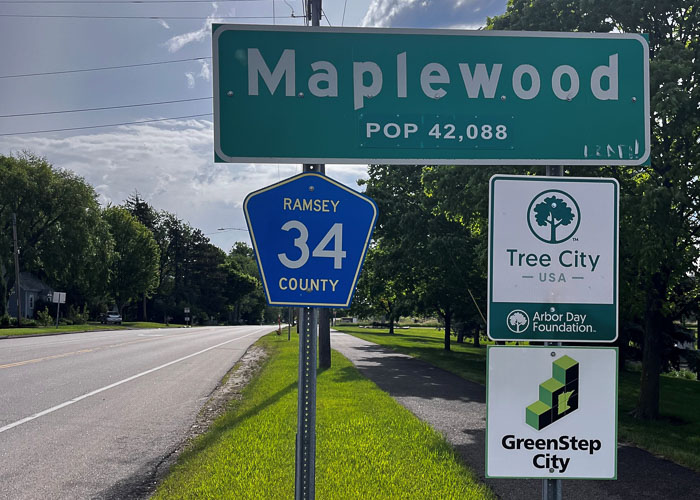 Maplewood
POP 42,088
RAMSEY
34
COUNTY
Tree City
USA
Arbor Day
Foundation
GreenStep
City